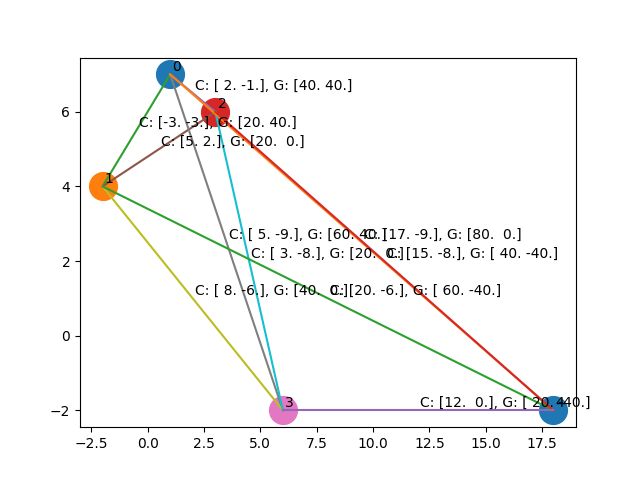 0
C: [ 2. -1.], G: [40. 40.]
2
C: [-3. -3.], G: [20. 40.]
C: [5. 2.], G: [20.  0.]
1
C: [ 5. -9.], G: [60. 40.]
C: [17. -9.], G: [80.  0.]
C: [ 3. -8.], G: [20.  0.]
C: [15. -8.], G: [ 40. -40.]
C: [ 8. -6.], G: [40.  0.]
C: [20. -6.], G: [ 60. -40.]
3
C: [12.  0.], G: [ 20. -40.]
4
6
4
2
0
−2
−2.5 0.0 2.5 5.0 7.5 10.0 12.5 15.0 17.5